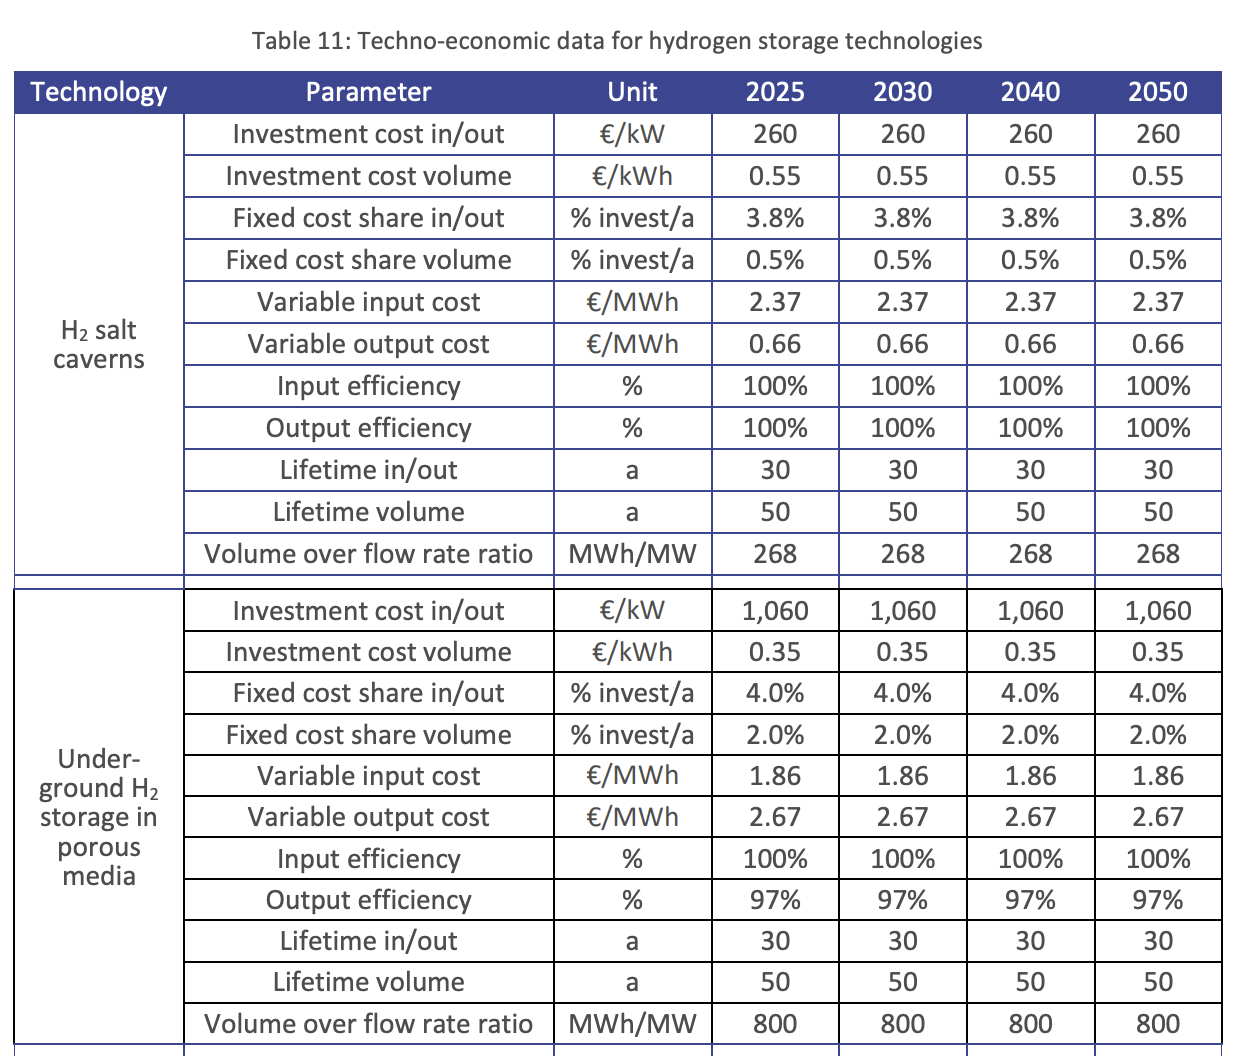 Table 11: Techno-economic data for hydrogen storage technologies
Technology Parameter Unit 2025 2030 2040 2050
H₂ salt
caverns
Investment cost in/out €/kW 260 260 260 260
Investment cost volume €/kWh 0.55 0.55 0.55 0.55
Fixed cost share in/out % invest/a 3.8% 3.8% 3.8% 3.8%
Fixed cost share volume % invest/a 0.5% 0.5% 0.5% 0.5%
Variable input cost €/MWh 2.37 2.37 2.37 2.37
Variable output cost €/MWh 0.66 0.66 0.66 0.66
Input efficiency % 100% 100% 100% 100%
Output efficiency % 100% 100% 100% 100%
Lifetime in/out a 30 30 30 30
Lifetime volume a 50 50 50 50
Volume over flow rate ratio MWh/MW 268 268 268 268
Under-
ground H₂
storage in
porous
media
Investment cost in/out €/kW 1,060 1,060 1,060 1,060
Investment cost volume €/kWh 0.35 0.35 0.35 0.35
Fixed cost share in/out % invest/a 4.0% 4.0% 4.0% 4.0%
Fixed cost share volume % invest/a 2.0% 2.0% 2.0% 2.0%
Variable input cost €/MWh 1.86 1.86 1.86 1.86
Variable output cost €/MWh 2.67 2.67 2.67 2.67
Input efficiency % 100% 100% 100% 100%
Output efficiency % 97% 97% 97% 97%
Lifetime in/out a 30 30 30 30
Lifetime volume a 50 50 50 50
Volume over flow rate ratio MWh/MW 800 800 800 800